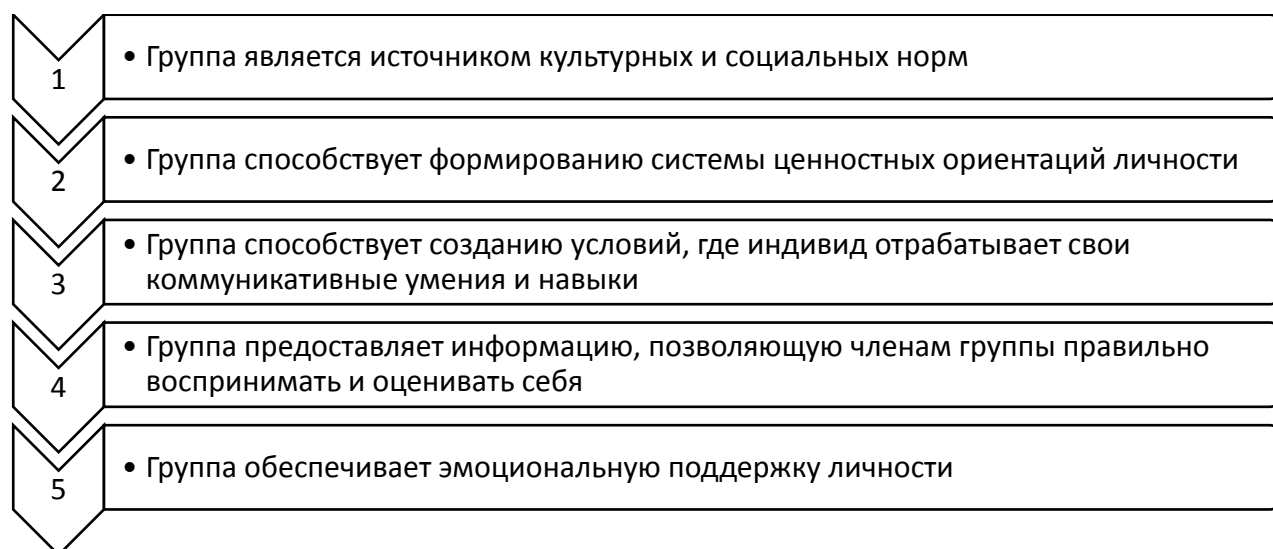 1
• Группа является источником культурных и социальных норм
2
• Группа способствует формированию системы ценностных ориентаций личности
3
• Группа способствует созданию условий, где индивид отрабатывает свои
коммуникативные умения и навыки
4
• Группа предоставляет информацию, позволяющую членам группы правильно
воспринимать и оценивать себя
5
• Группа обеспечивает эмоциональную поддержку личности